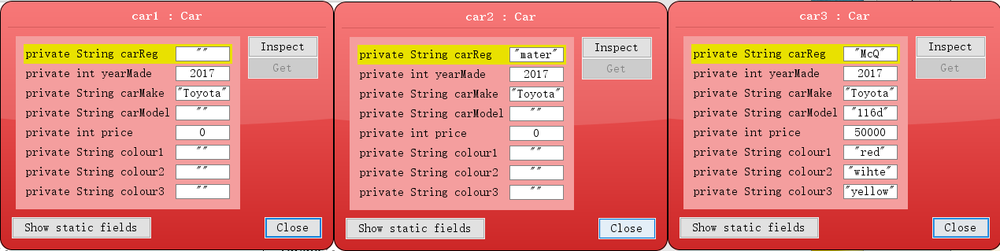 car1 : Car
private String carReg ""
private int yearMade 2017
private String carMake "Toyota"
private String carModel ""
private int price 0
private String colour1 ""
private String colour2 ""
private String colour3 ""
Inspect
Get
Show static fields
Close
car2 : Car
private String carReg "mater"
private int yearMade 2017
private String carMake "Toyota"
private String carModel ""
private int price 0
private String colour1 ""
private String colour2 ""
private String colour3 ""
Inspect
Get
Show static fields
Close
car3 : Car
private String carReg "McQ"
private int yearMade 2017
private String carMake "Toyota"
private String carModel "116d"
private int price 50000
private String colour1 "red"
private String colour2 "wihte"
private String colour3 "yellow"
Inspect
Get
Show static fields
Close